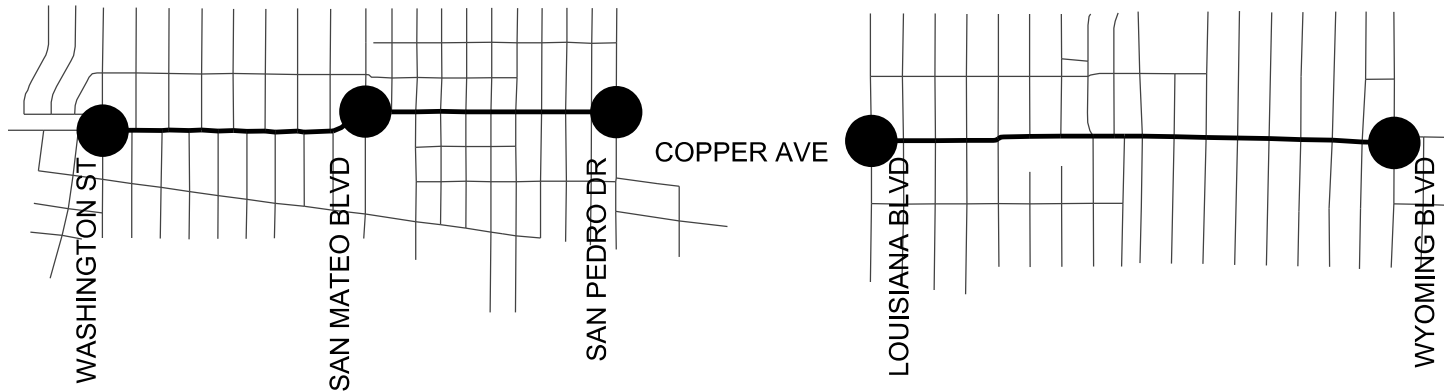 COPPER AVE
WASHINGTON ST
SAN MATEO BLVD
SAN PEDRO DR
LOUISIANA BLVD
WYOMING BLVD